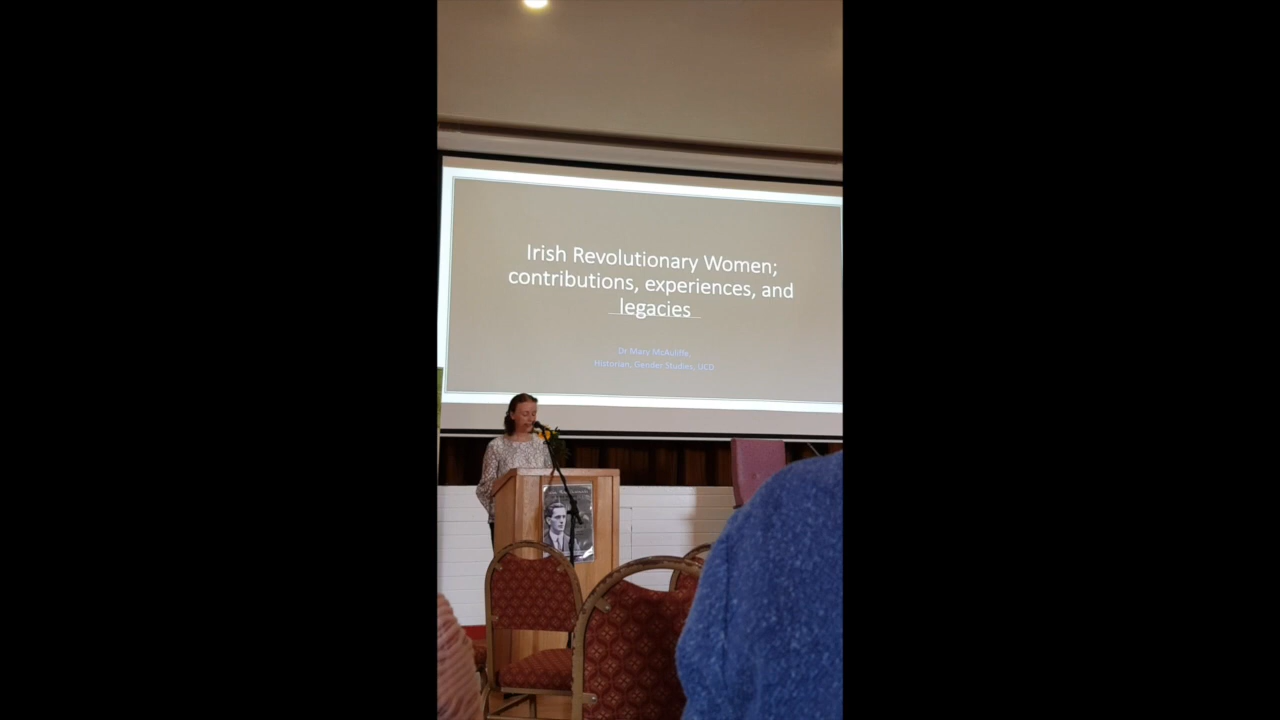 Irish Revolutionary Women;
contributions, experiences, and
legacies
Dr Mary McAuliffe
Historian, Gender Studies, UCD